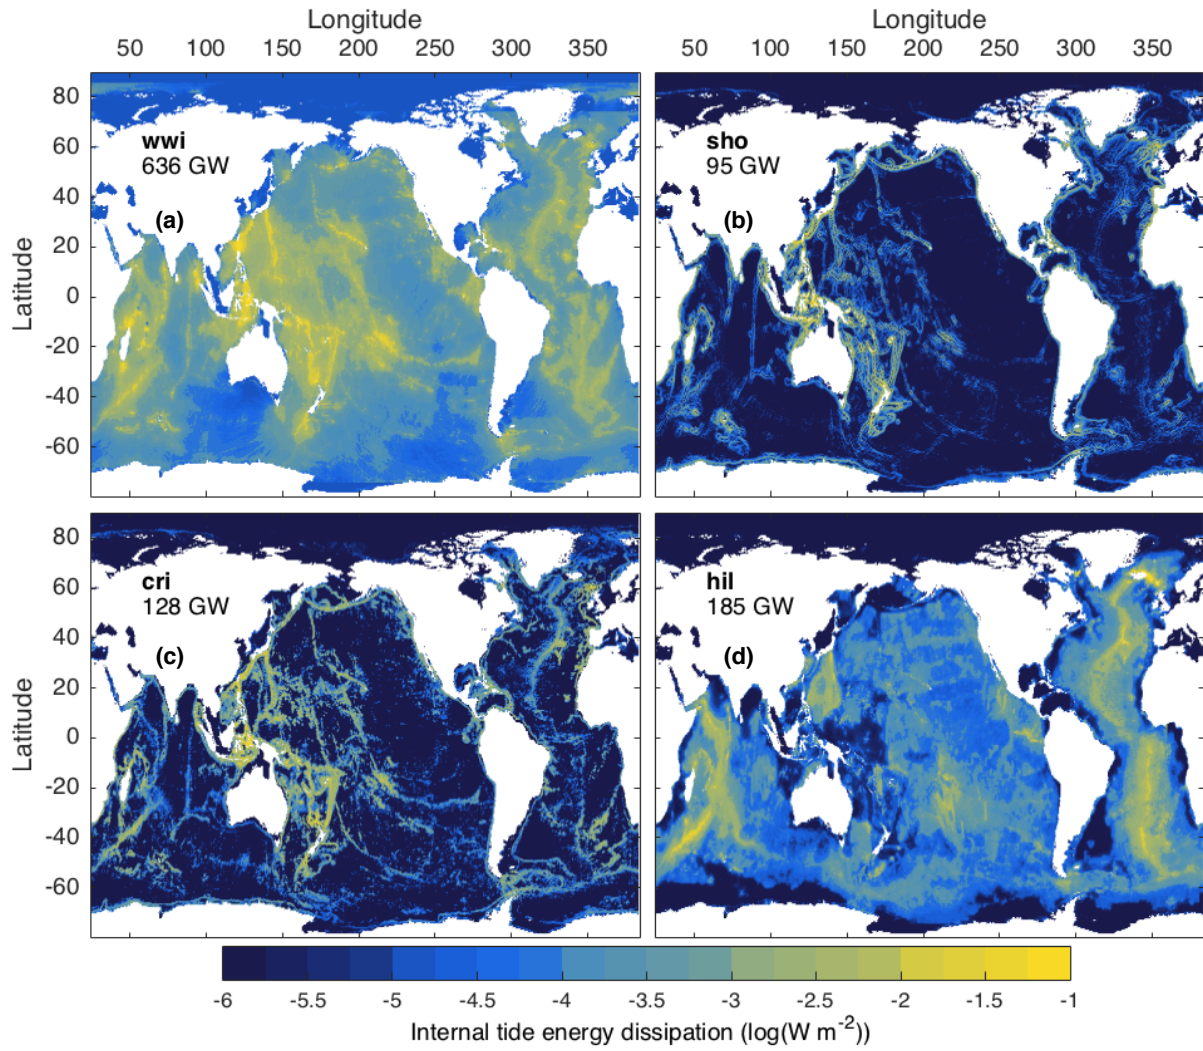 Longitude
Longitude
50 100 150 200 250 300 350
50 100 150 200 250 300 350
Latitude
80
60
40
20
0
-20
-40
-60
wwi
636 GW
(a)
sho
95 GW
(b)
Latitude
80
60
40
20
0
-20
-40
-60
cri
128 GW
(c)
hil
185 GW
(d)
-6 -5.5 -5 -4.5 -4 -3.5 -3 -2.5 -2 -1.5 -1
Internal tide energy dissipation (log(W m⁻²))